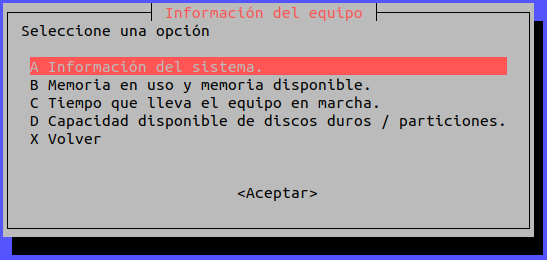 Información del equipo
Seleccione una opción
A Información del sistema.
B Memoria en uso y memoria disponible.
C Tiempo que lleva el equipo en marcha.
D Capacidad disponible de discos duros / particiones.
X Volver
<Aceptar>